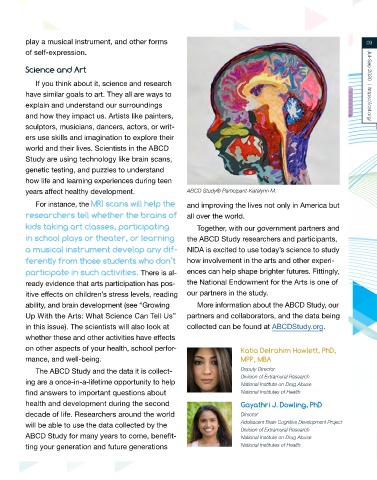 play a musical instrument, and other forms
of self-expression.
Science and Art
If you think about it, science and research
have similar goals to art. They all are ways to
explain and understand our surroundings
and how they impact us. Artists like painters,
sculptors, musicians, dancers, actors, or writ-
ers use skills and imagination to explore their
world and their lives. Scientists in the ABCD
Study are using technology like brain scans,
genetic testing, and puzzles to understand
how life and learning experiences during teen
years affect healthy development.
For instance, the MRI scans will help the
researchers tell whether the brains of
kids taking art classes, participating
in school plays or theater, or learning
a musical instrument develop any dif-
ferently from those students who don't
participate in such activities. There is al-
ready evidence that arts participation has pos-
itive effects on children's stress levels, reading
ability, and brain development (see "Growing
Up With the Arts: What Science Can Tell Us"
in this issue). The scientists will also look at
whether these and other activities have effects
on other aspects of your health, school perfor-
mance, and well-being.
The ABCD Study and the data it is collect-
ing are a once-in-a-lifetime opportunity to help
find answers to important questions about
health and development during the second
decade of life. Researchers around the world
will be able to use the data collected by the
ABCD Study for many years to come, benefit-
ting your generation and future generations
ABCD Study® Participant Karalynn M.
and improving the lives not only in America but
all over the world.
Together, with our government partners and
the ABCD Study researchers and participants,
NIDA is excited to use today's science to study
how involvement in the arts and other experi-
ences can help shape brighter futures. Fittingly,
the National Endowment for the Arts is one of
our partners in the study.
More information about the ABCD Study, our
partners and collaborators, and the data being
collected can be found at ABCDStudy.org.
Katia Delrahim Howlett, PhD,
MPP, MBA
Deputy Director
Division of Extramural Research
National Institute on Drug Abuse
National Institutes of Health
Gayathri J. Dowling, PhD
Director
Adolescent Brain Cognitive Development Project
Division of Extramural Research
National Institute on Drug Abuse
National Institutes of Health
Jul-Sep 2020